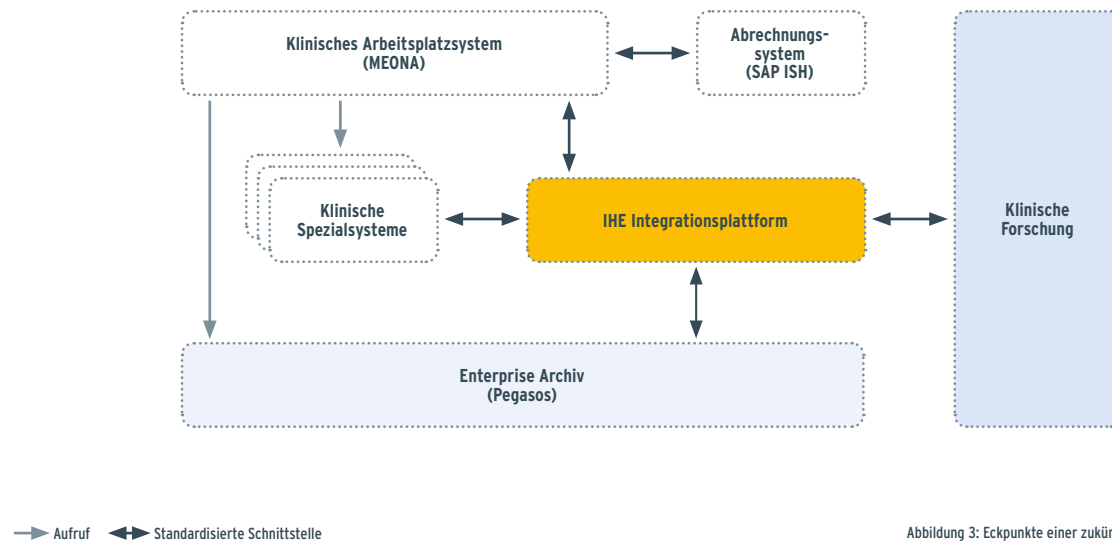 Klinisches Arbeitsplatzsystem
(MEONA)
Abrechnungs-
system
(SAP ISH)
Klinische
Spezialsysteme
IHE Integrationsplattform
Klinische
Forschung
Enterprise Archiv
(Pegasos)
Aufruf
Standardisierte Schnittstelle
Abbildung 3: Eckpunkte einer zukün